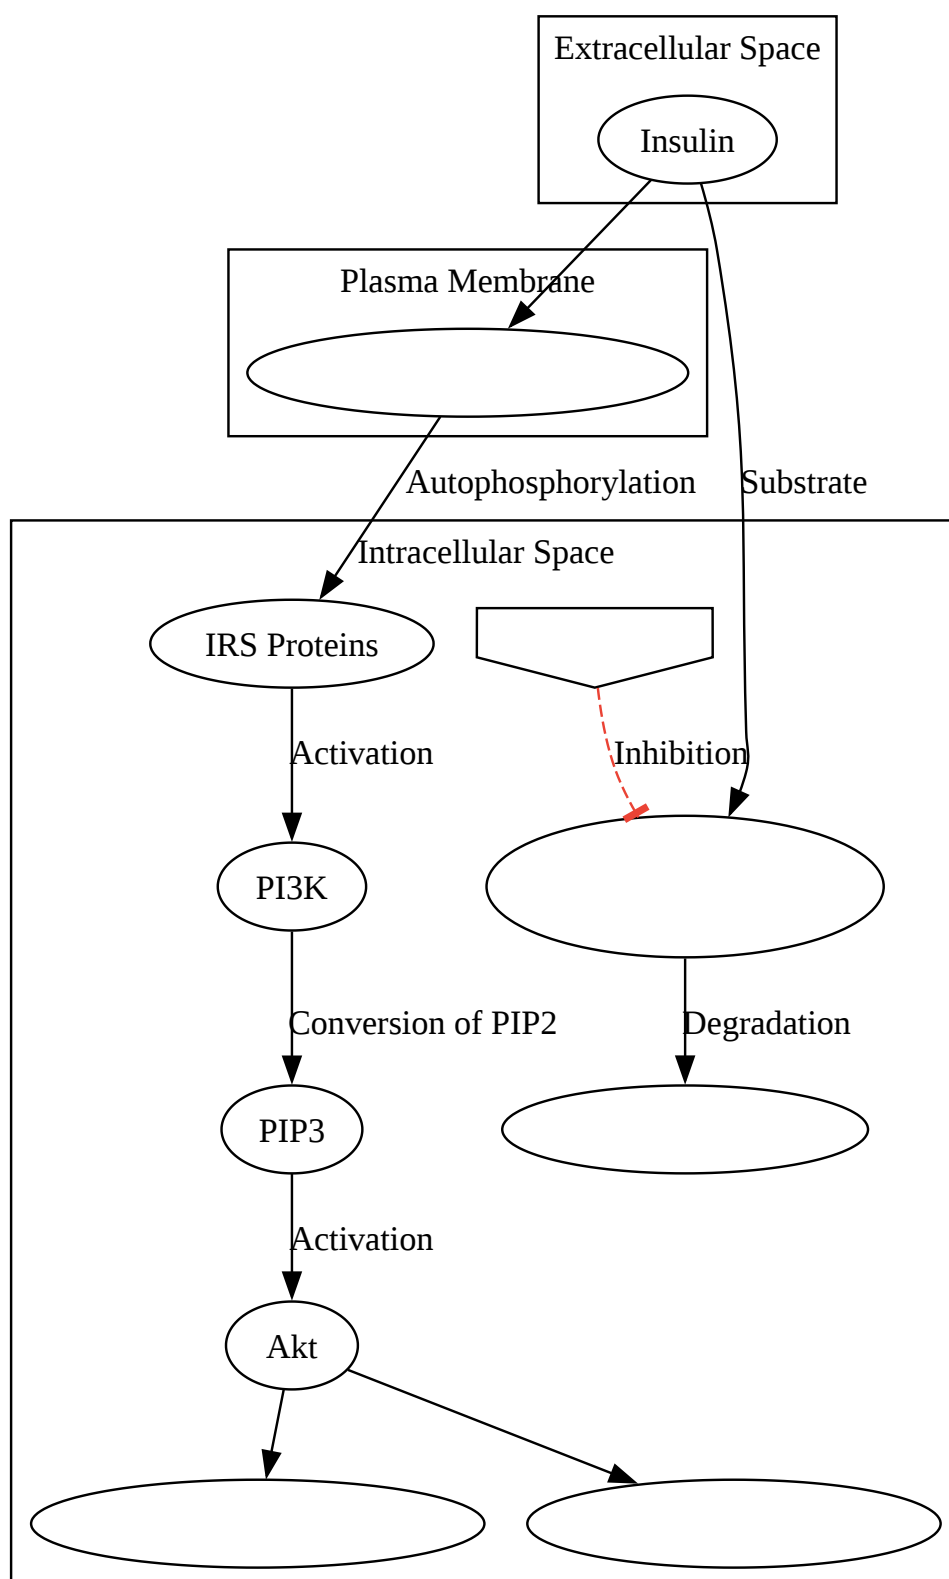 Extracellular Space
Insulin
Plasma Membrane
Autophosphorylation
Substrate
Intracellular Space
IRS Proteins
Activation
Inhibition
PI3K
Conversion of PIP2
Degradation
PIP3
Activation
Akt